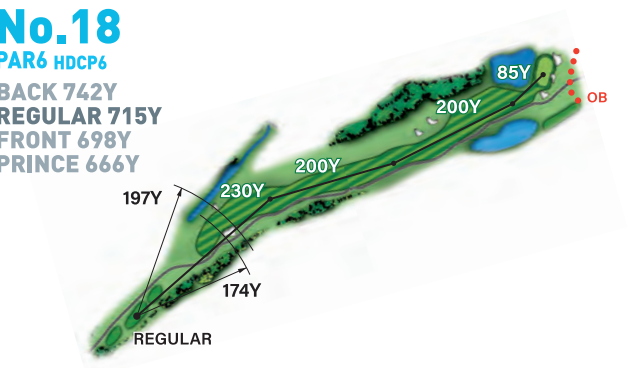 No.18
PAR6 HDCP6
BACK 742Y
REGULAR 715Y
FRONT 698Y
PRINCE 666Y
85Y
200Y
OB
200Y
230Y
197Y
174Y
REGULAR